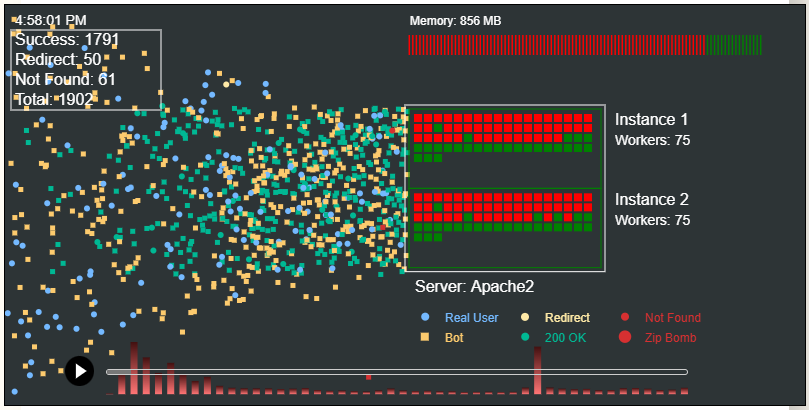 4:58:01 PM
Success: 1791
Redirect: 50
Not Found: 61
Total: 1902
Memory: 856 MB
Instance 1
Workers: 75
Instance 2
Workers: 75
Server: Apache2
Real User
Redirect
Not Found
Bot
200 OK
Zip Bomb